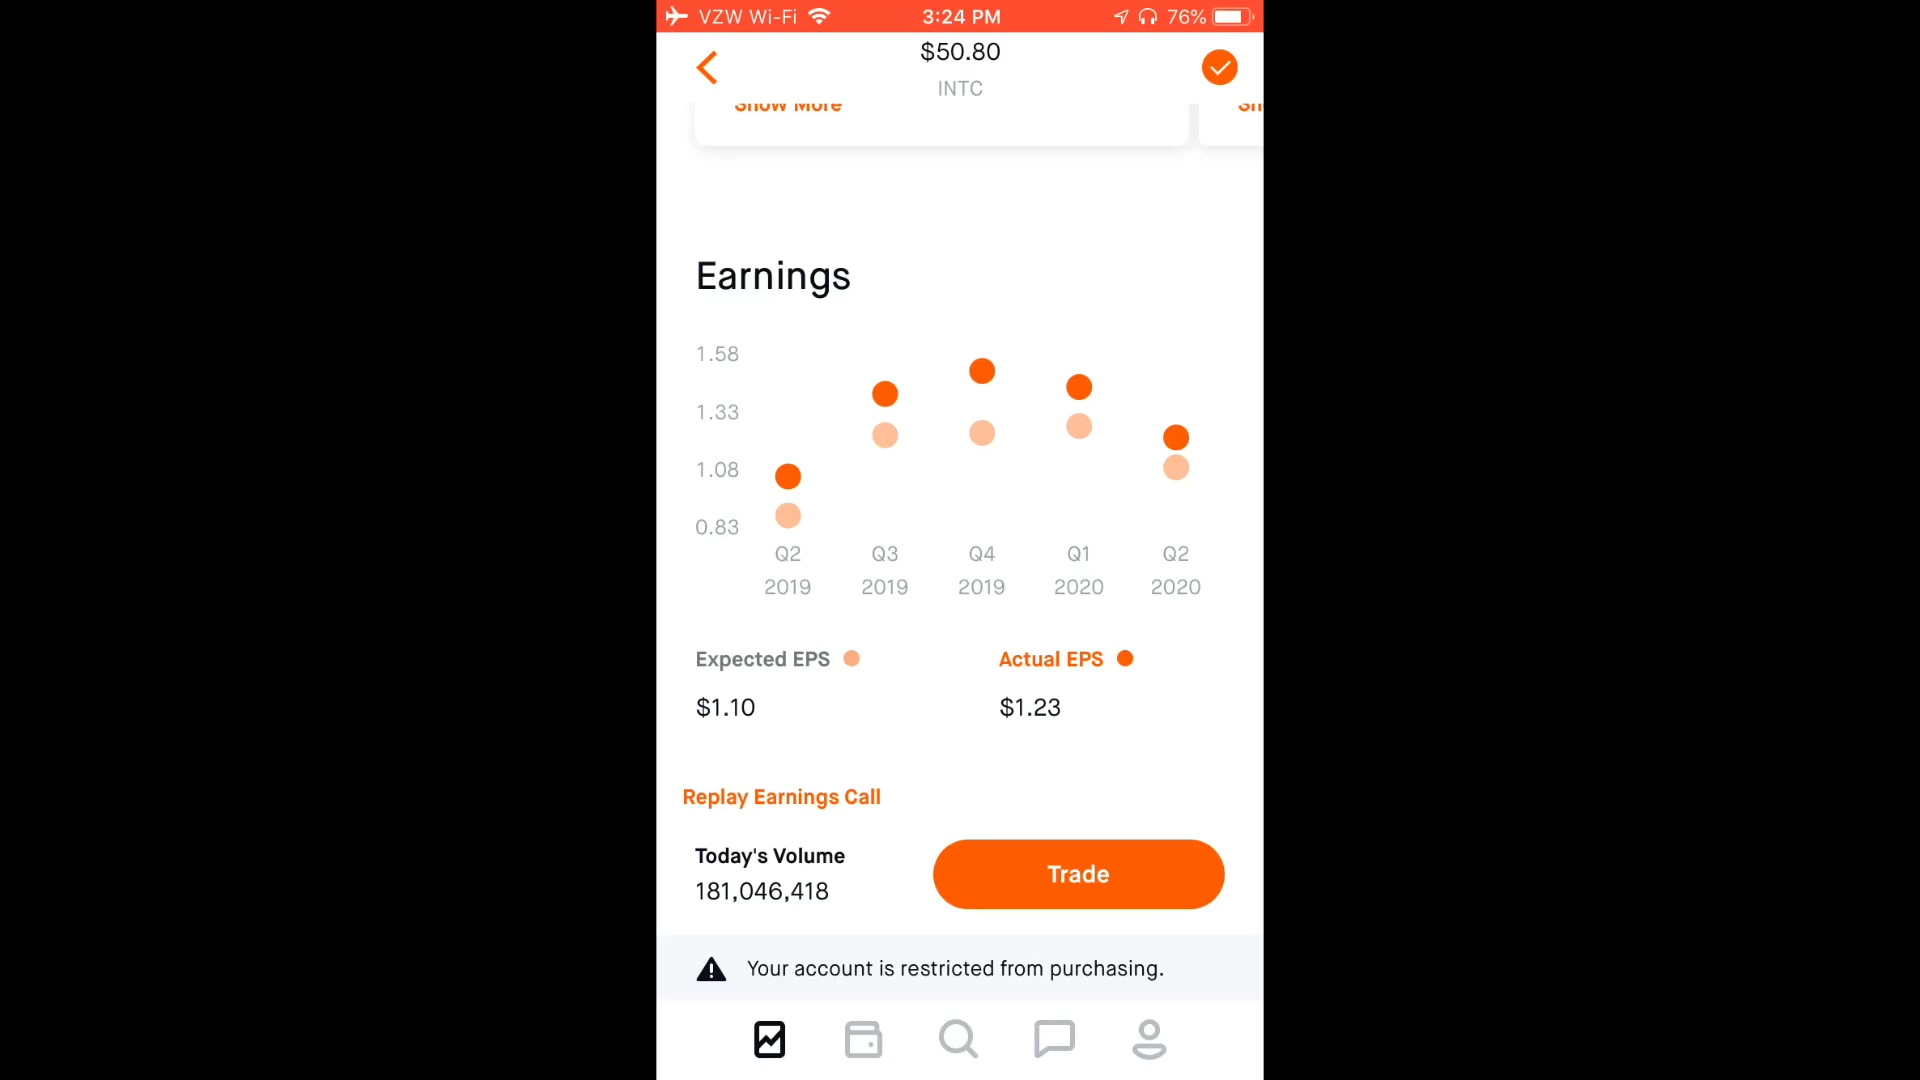 VZW Wi-Fi 3:24 PM 76%
$50.80
INTC
Show More
Earnings
1.58
1.33
1.08
0.83
Q2 Q3 Q4 Q1 Q2
2019 2019 2019 2020 2020
Expected EPS Actual EPS
$1.10 $1.23
Replay Earnings Call
Today's Volume
181,046,418
Trade
Your account is restricted from purchasing.